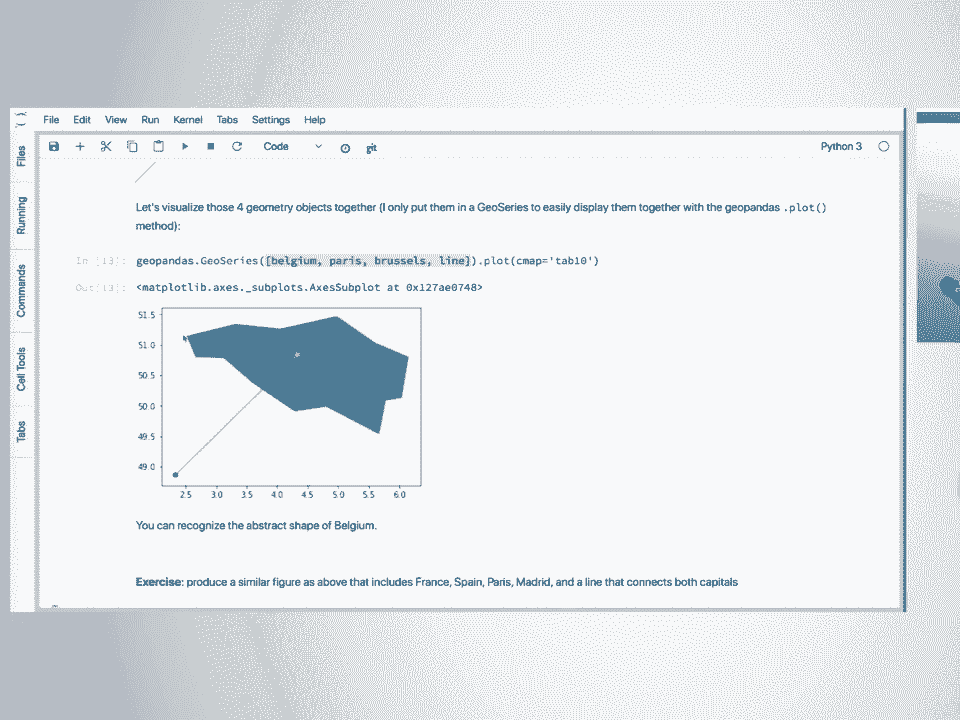 File Edit View Run Kernel Tabs Settings Help
Files
Running
Commands
Cell Tools
Tabs
Code
git
Python 3
Let's visualize those 4 geometry objects together (I only put them in a GeoSeries to easily display them together with the geopandas .plot()
method):
In [13]: geopandas.GeoSeries([belgium, paris, brussels, line]).plot(cmap='tab10')
Out[13]: <matplotlib.axes._subplots.AxesSubplot at 0x127ae0748>
51.5
51.0
50.5
50.0
49.5
49.0
2.5 3.0 3.5 4.0 4.5 5.0 5.5 6.0
You can recognize the abstract shape of Belgium.
Exercise: produce a similar figure as above that includes France, Spain, Paris, Madrid, and a line that connects both capitals